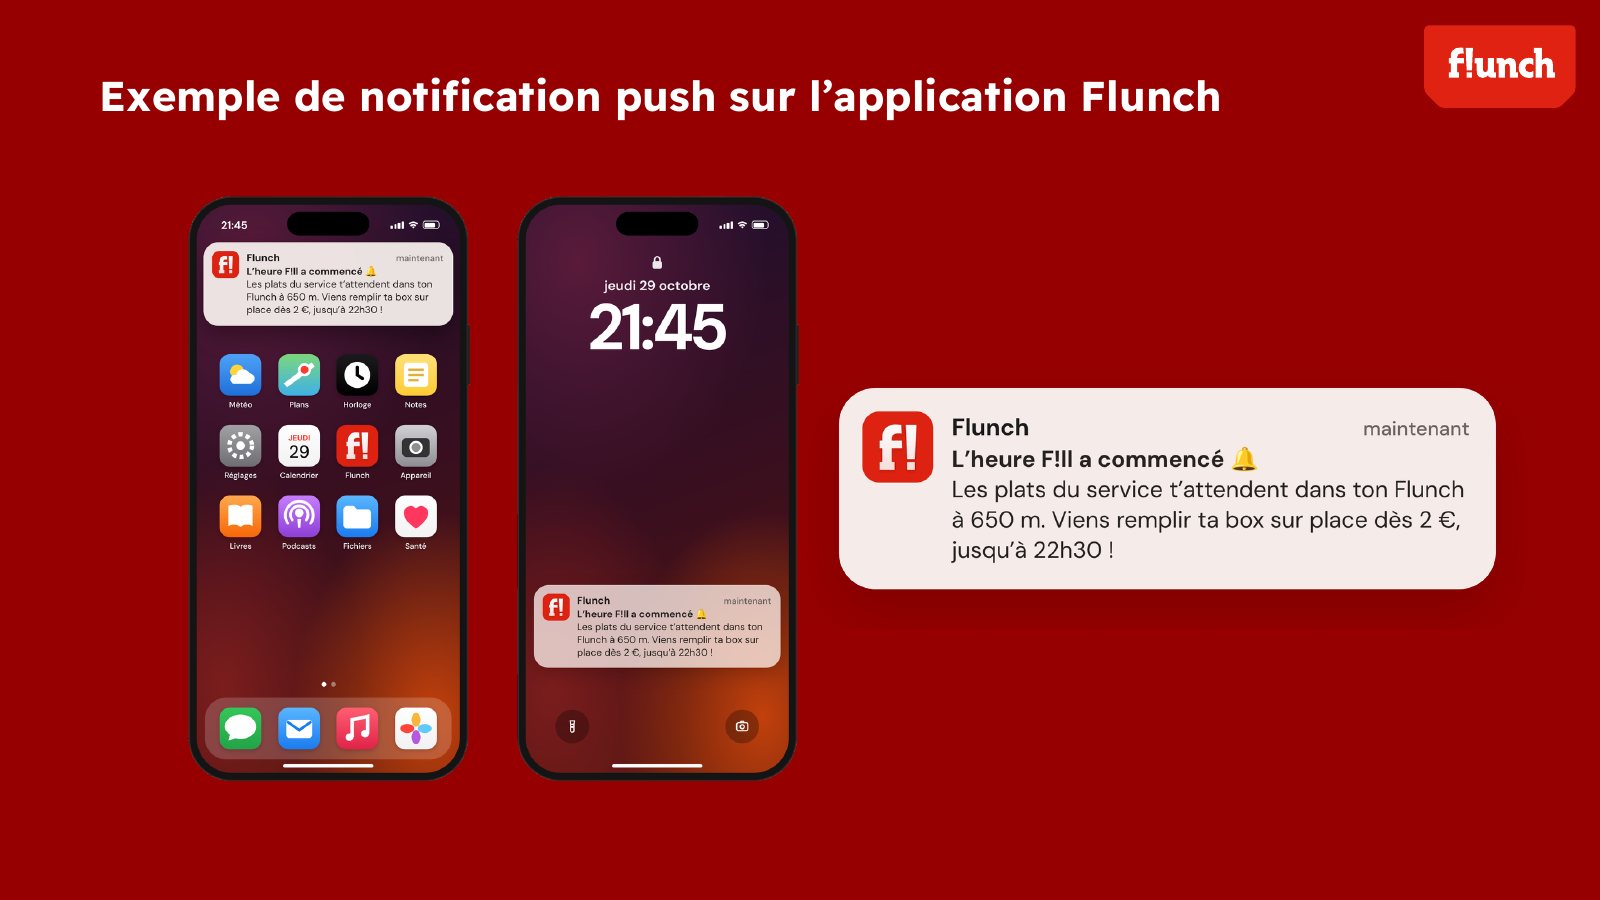 Exemple de notification push sur l’application Flunch
f!unch
21:45
f!
Flunch
maintenant
L’heure F!ll a commencé 🔔
Les plats du service t’attendent dans ton
Flunch à 650 m. Viens remplir ta box sur
place dès 2 €, jusqu’à 22h30 !
Météo
Plans
Horloge
Notes
JEUDI
29
f!
Réglages
Calendrier
Flunch
Appareil
Livres
Podcasts
Fichiers
Santé
jeudi 29 octobre
21:45
f!
Flunch
maintenant
L’heure F!ll a commencé 🔔
Les plats du service t’attendent dans ton
Flunch à 650 m. Viens remplir ta box sur
place dès 2 €, jusqu’à 22h30 !
f!
Flunch
maintenant
L’heure F!ll a commencé 🔔
Les plats du service t’attendent dans ton Flunch
à 650 m. Viens remplir ta box sur place dès 2 €,
jusqu’à 22h30 !